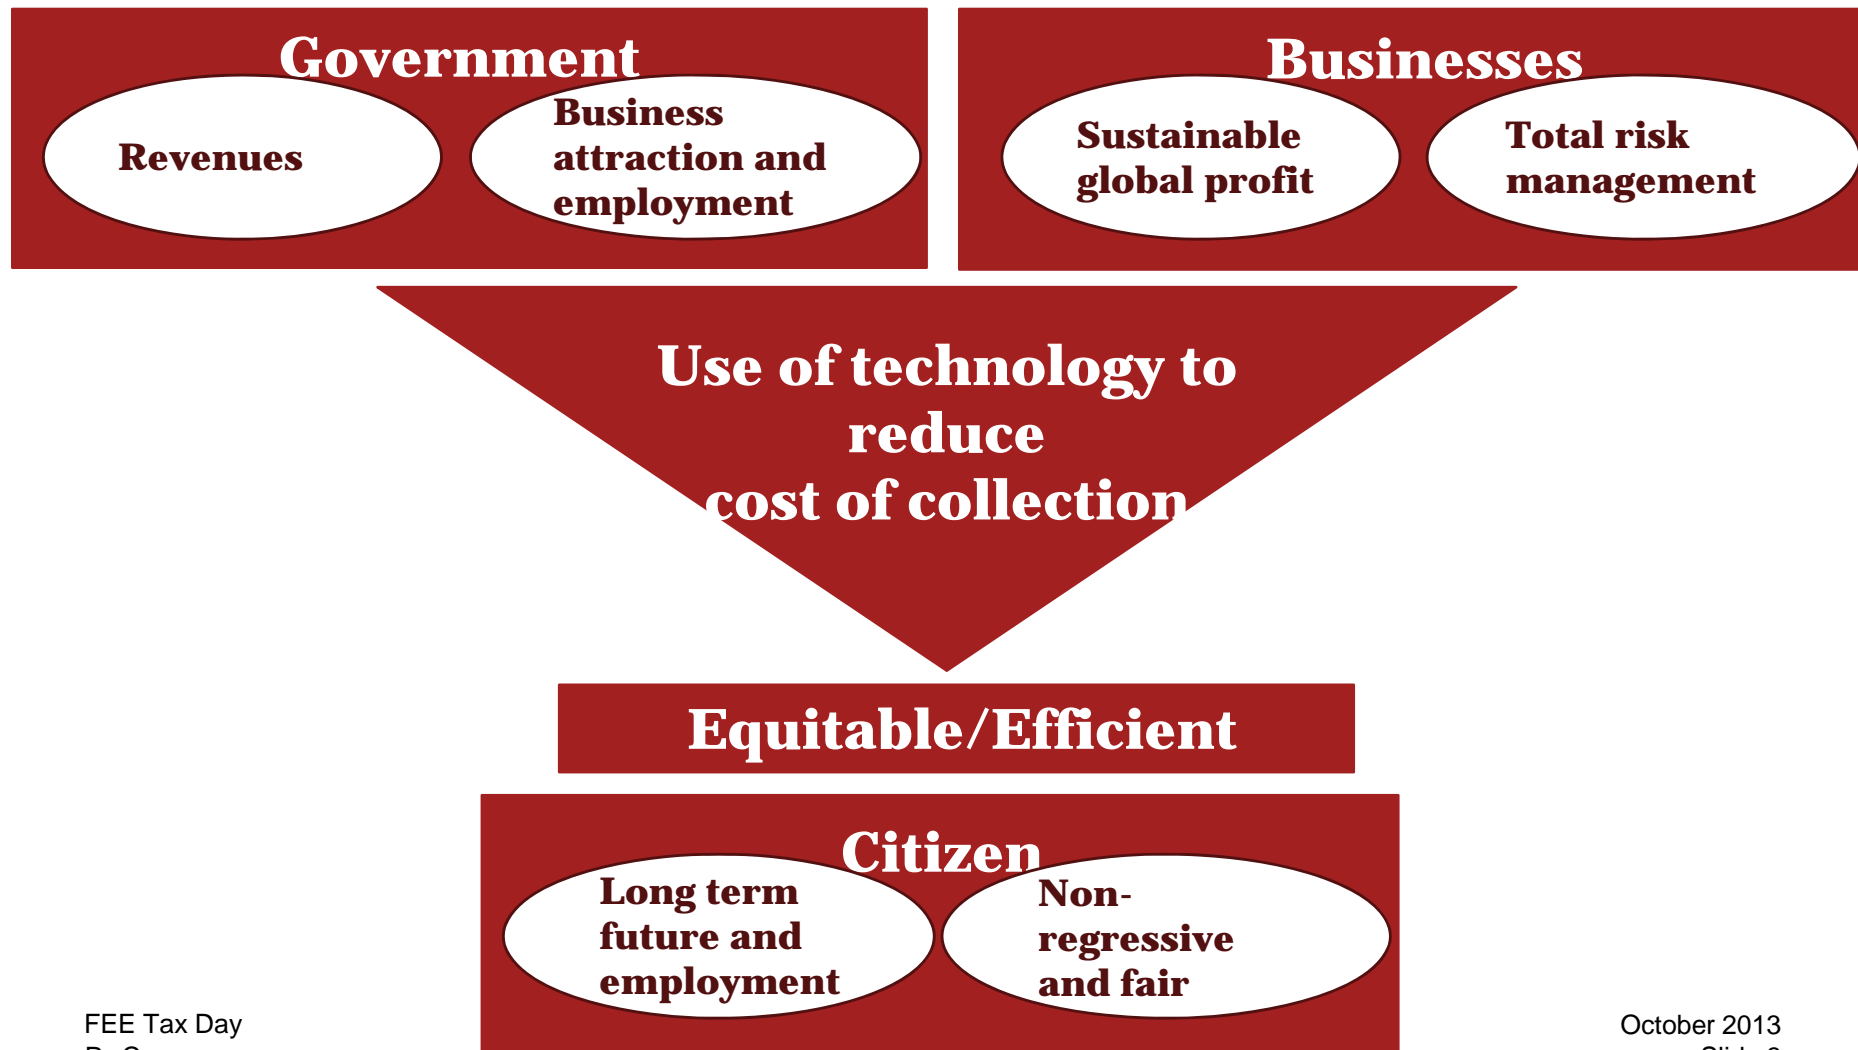 Government
Revenues
Business
attraction and
employment
Businesses
Sustainable
global profit
Total risk
management
Use of technology to
reduce
cost of collection
Equitable/Efficient
Citizen
Long term
future and
employment
Non-
regressive
and fair
FEE Tax Day
October 2013
Slide